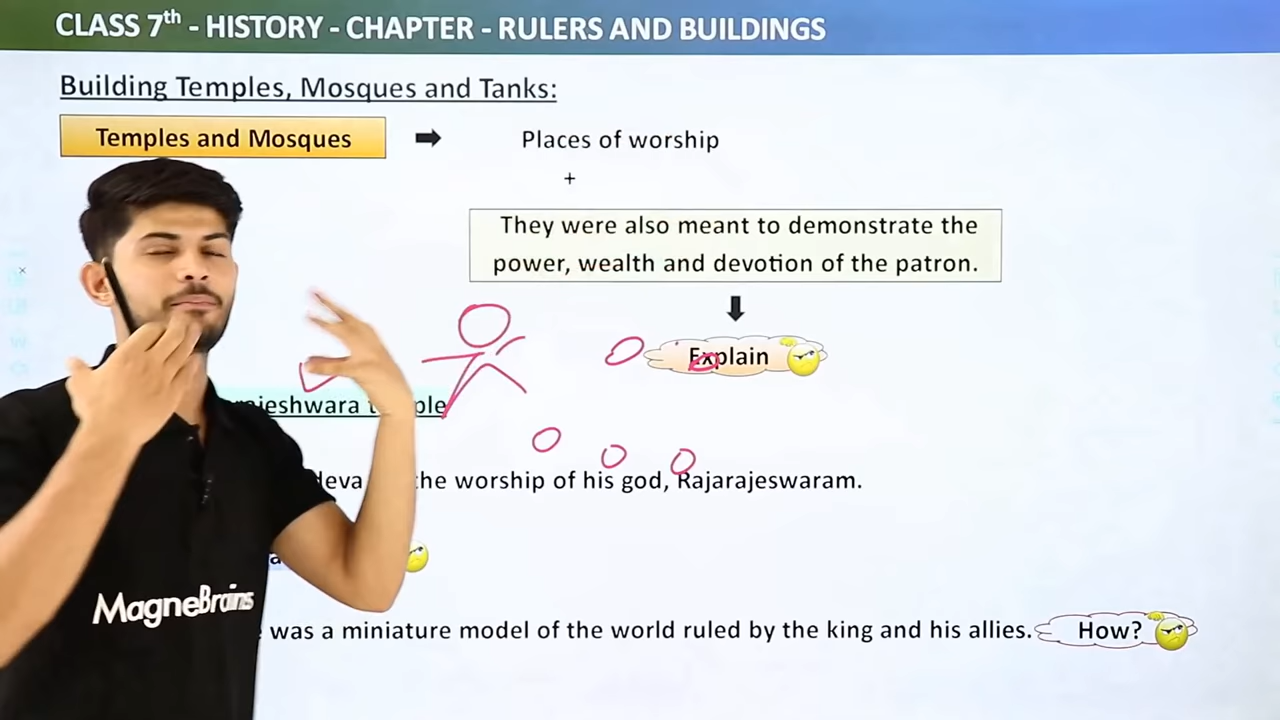 CLASS 7th - HISTORY - CHAPTER - RULERS AND BUILDINGS
Building Temples, Mosques and Tanks:
Temples and Mosques
Places of worship
+
They were also meant to demonstrate the
power, wealth and devotion of the patron.
Explain
deva the worship of his god, Rajarajeswaram.
was a miniature model of the world ruled by the king and his allies.
How?
MagneBrains